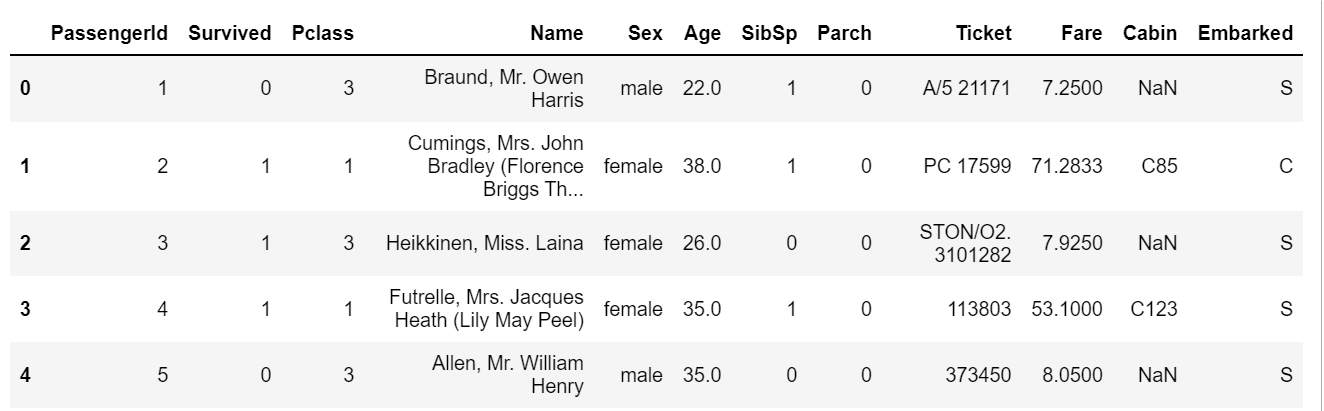 PassengerId Survived Pclass Name Sex Age SibSp Parch Ticket Fare Cabin Embarked
0 1 0 3 Braund, Mr. Owen Harris male 22.0 1 0 A/5 21171 7.2500 NaN S
1 2 1 1 Cumings, Mrs. John Bradley (Florence Briggs Th... female 38.0 1 0 PC 17599 71.2833 C85 C
2 3 1 3 Heikkinen, Miss. Laina female 26.0 0 0 STON/O2. 3101282 7.9250 NaN S
3 4 1 1 Futrelle, Mrs. Jacques Heath (Lily May Peel) female 35.0 1 0 113803 53.1000 C123 S
4 5 0 3 Allen, Mr. William Henry male 35.0 0 0 373450 8.0500 NaN S